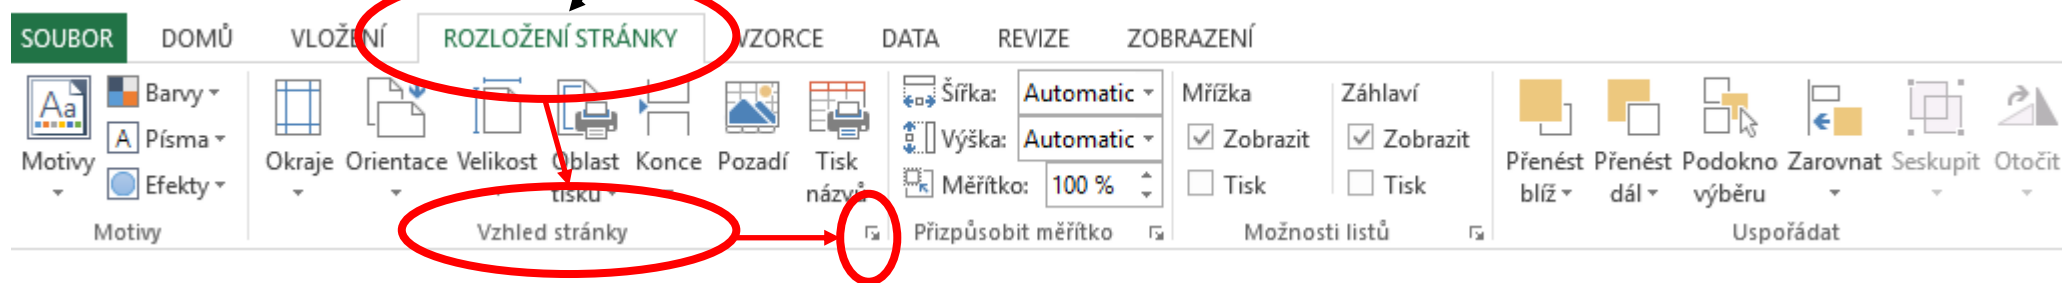 SOUBOR DOMŮ VLOŽENÍ ROZLOŽENÍ STRÁNKY VZORCE DATA REVIZE ZOBRAZENÍ
Motivy
Barvy
Písma
Efekty
Motivy
Okraje
Orientace
Velikost
Oblast
tisku
Konce
Pozadí
Tisk
názvů
Vzhled stránky
Šířka: Automatic
Výška: Automatic
Měřítko: 100 %
Přizpůsobit měřítko
Mřížka
Zobrazit
Tisk
Záhlaví
Zobrazit
Tisk
Možnosti listů
Přenést
blíž
Přenést
dál
Podokno
výběru
Zarovnat
Seskupit
Otočit
Uspořádat